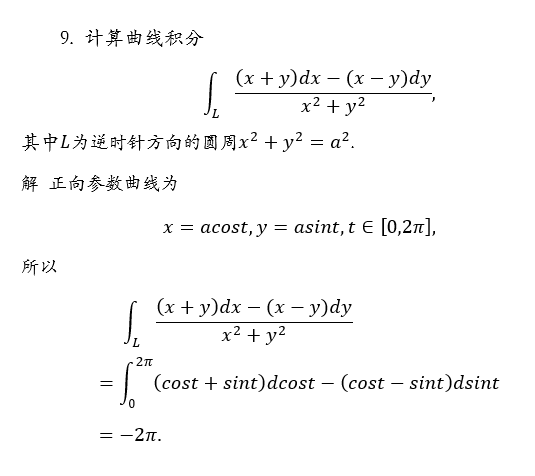 9. 计算曲线积分
∫_L ((x + y)dx − (x − y)dy)/(x² + y²),
其中L为逆时针方向的圆周x² + y² = a².
解 正向参数曲线为
x = acost, y = asint, t ∈ [0,2π],
所以
∫_L ((x + y)dx − (x − y)dy)/(x² + y²)
= ∫_0^{2π} (cost + sint)dcost − (cost − sint)dsint
= −2π.